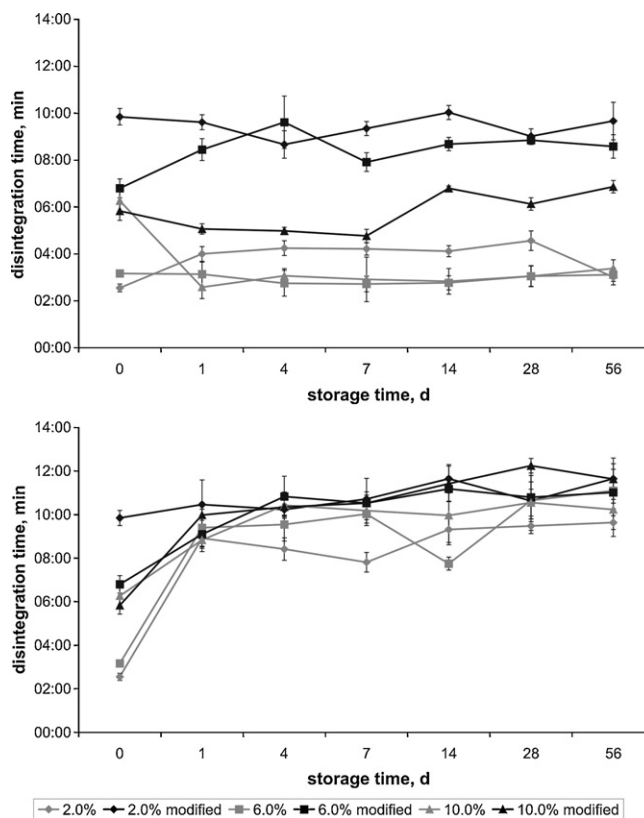 14:00
12:00
10:00
08:00
06:00
04:00
02:00
00:00
disintegration time, min
0 1 4 7 14 28 56
storage time, d
14:00
12:00
10:00
08:00
06:00
04:00
02:00
00:00
disintegration time, min
0 1 4 7 14 28 56
storage time, d
2.0% 2.0% modified 6.0% 6.0% modified 10.0% 10.0% modified